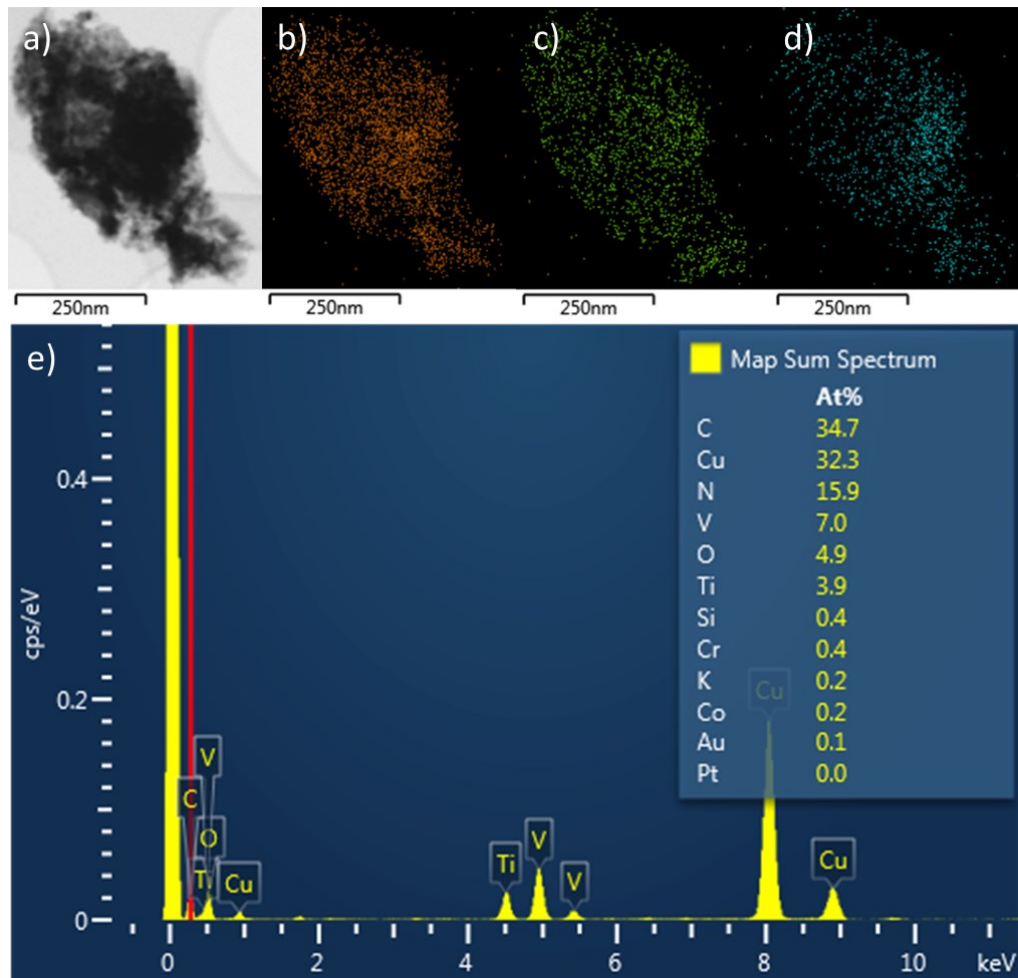 a) b) c) d)
250nm 250nm 250nm 250nm
e)
Map Sum Spectrum
At%
C 34.7
Cu 32.3
N 15.9
V 7.0
O 4.9
Ti 3.9
Si 0.4
Cr 0.4
K 0.2
Co 0.2
Au 0.1
Pt 0.0
0.4
cps/eV
0.2
Cu
V
C
O
Ti
V
Cu
V
Cu
0
0 2 4 6 8 10 keV